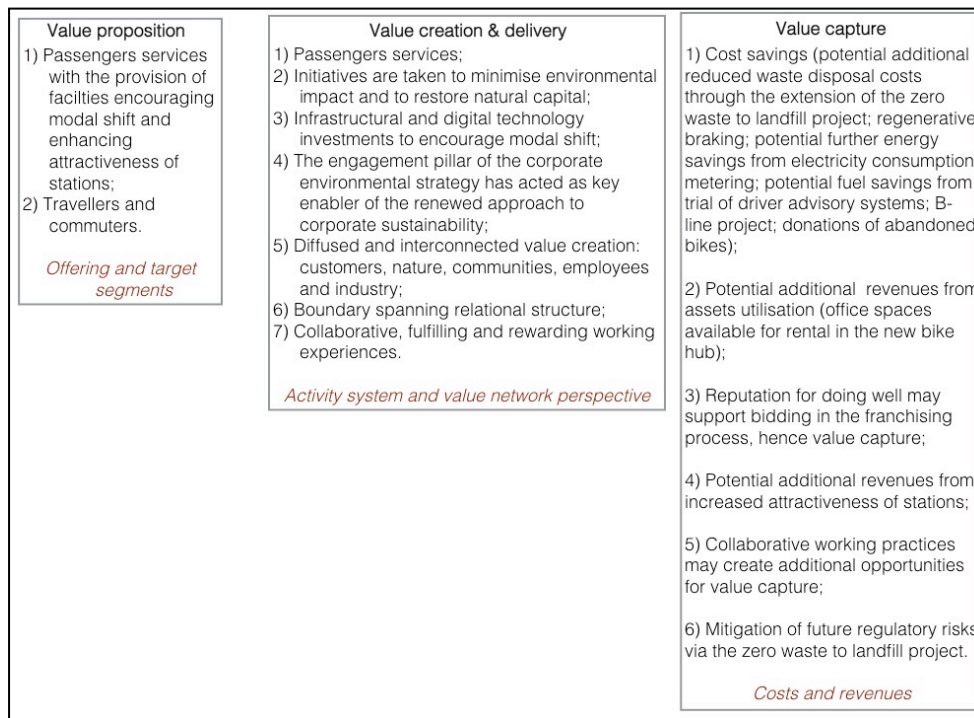 Value proposition
1) Passengers services
with the provision of
facilties encouraging
modal shift and
enhancing
attractiveness of
stations;
2) Travellers and
commuters.
Offering and target
segments
Value creation & delivery
1) Passengers services;
2) Initiatives are taken to minimise environmental
impact and to restore natural capital;
3) Infrastructural and digital technology
investments to encourage modal shift;
4) The engagement pillar of the corporate
environmental strategy has acted as key
enabler of the renewed approach to
corporate sustainability;
5) Diffused and interconnected value creation:
customers, nature, communities, employees
and industry;
6) Boundary spanning relational structure;
7) Collaborative, fulfilling and rewarding working
experiences.
Activity system and value network perspective
Value capture
1) Cost savings (potential additional
reduced waste disposal costs
through the extension of the zero
waste to landfill project; regenerative
braking; potential further energy
savings from electricity consumption
metering; potential fuel savings from
trial of driver advisory systems; B-
line project; donations of abandoned
bikes);
2) Potential additional revenues from
assets utilisation (office spaces
available for rental in the new bike
hub);
3) Reputation for doing well may
support bidding in the franchising
process, hence value capture;
4) Potential additional revenues from
increased attractiveness of stations;
5) Collaborative working practices
may create additional opportunities
for value capture;
6) Mitigation of future regulatory risks
via the zero waste to landfill project.
Costs and revenues